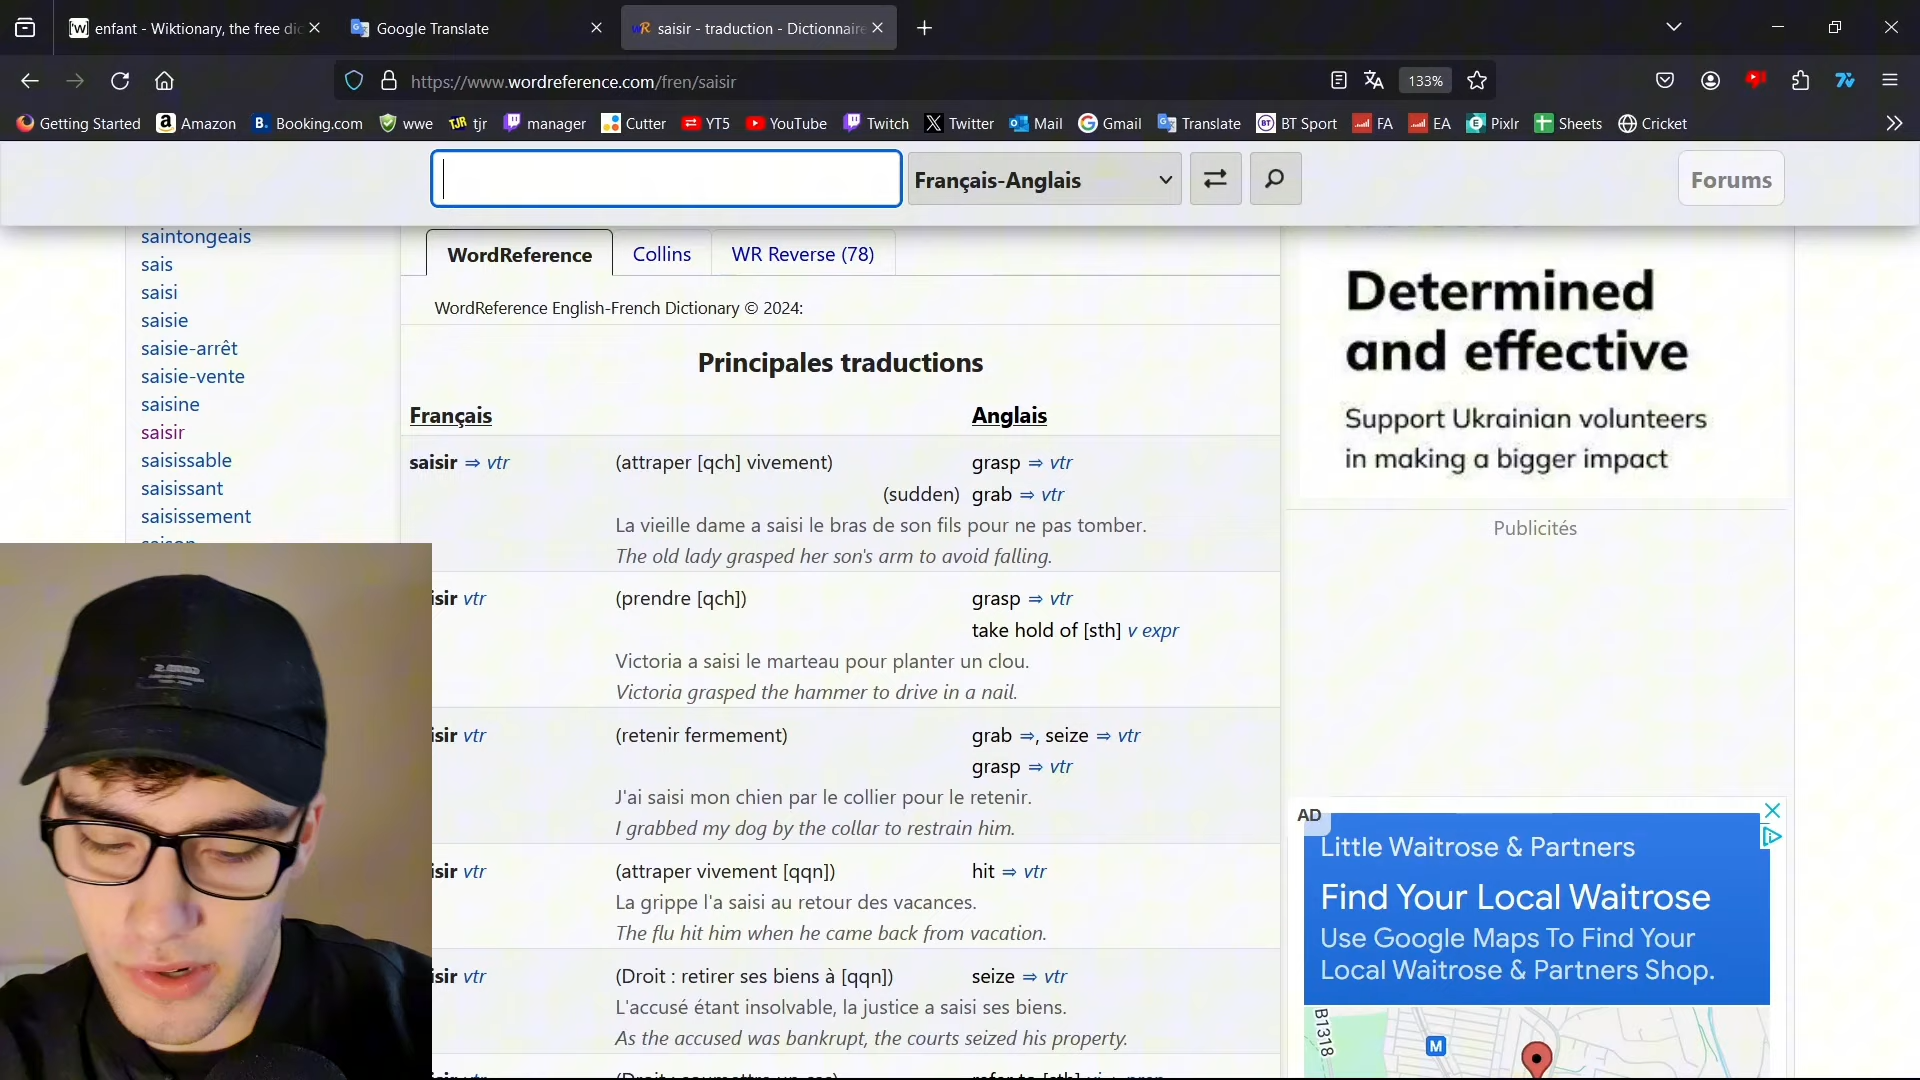 enfant - Wiktionary, the free dic
Google Translate
saisir - traduction - Dictionnaire
https://www.wordreference.com/fren/saisir
133%
Getting Started Amazon Booking.com wwe tjr manager Cutter YT5 YouTube Twitch Twitter Mail Gmail Translate BT Sport FA EA Pixlr Sheets Cricket
Français-Anglais
Forums
saintongeais
sais
saisi
saisie
saisie-arrêt
saisie-vente
saisine
saisir
saisissable
saisissant
saisissement
WordReference Collins WR Reverse (78)
WordReference English-French Dictionary © 2024:
Principales traductions
Français Anglais
saisir ⇒ vtr (attraper [qch] vivement) grasp ⇒ vtr
(sudden) grab ⇒ vtr
La vieille dame a saisi le bras de son fils pour ne pas tomber.
The old lady grasped her son's arm to avoid falling.
isir vtr (prendre [qch]) grasp ⇒ vtr
take hold of [sth] v expr
Victoria a saisi le marteau pour planter un clou.
Victoria grasped the hammer to drive in a nail.
isir vtr (retenir fermement) grab ⇒, seize ⇒ vtr
grasp ⇒ vtr
J'ai saisi mon chien par le collier pour le retenir.
I grabbed my dog by the collar to restrain him.
isir vtr (attraper vivement [qqn]) hit ⇒ vtr
La grippe l'a saisi au retour des vacances.
The flu hit him when he came back from vacation.
isir vtr (Droit : retirer ses biens à [qqn]) seize ⇒ vtr
L'accusé étant insolvable, la justice a saisi ses biens.
As the accused was bankrupt, the courts seized his property.
Determined
and effective
Support Ukrainian volunteers
in making a bigger impact
Publicités
AD
Little Waitrose & Partners
Find Your Local Waitrose
Use Google Maps To Find Your
Local Waitrose & Partners Shop.
B1318
M